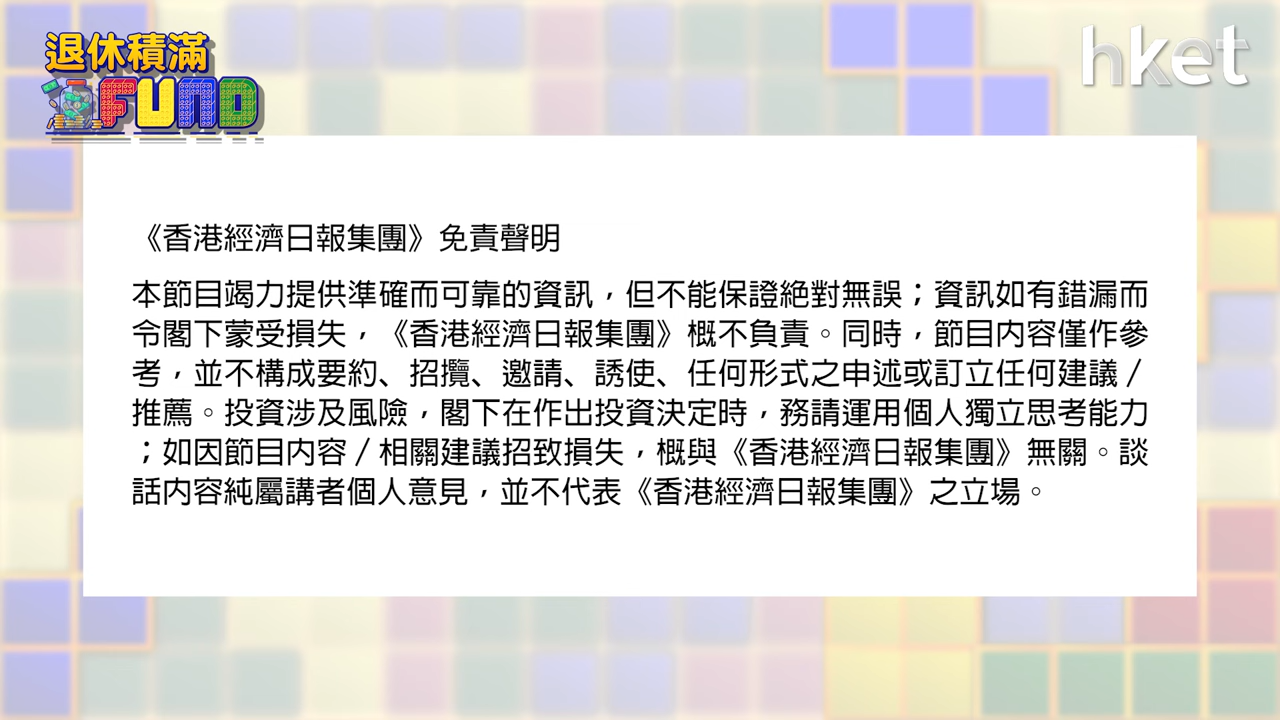 退休積滿
FUND
hket
《香港經濟日報集團》免責聲明
本節目竭力提供準確而可靠的資訊，但不能保證絕對無誤；資訊如有錯漏而
令閣下蒙受損失，《香港經濟日報集團》概不負責。同時，節目內容僅作參
考，並不構成要約、招攬、邀請、誘使、任何形式之申述或訂立任何建議／
推薦。投資涉及風險，閣下在作出投資決定時，務請運用個人獨立思考能力
；如因節目內容／相關建議招致損失，概與《香港經濟日報集團》無關。談
話內容純屬講者個人意見，並不代表《香港經濟日報集團》之立場。